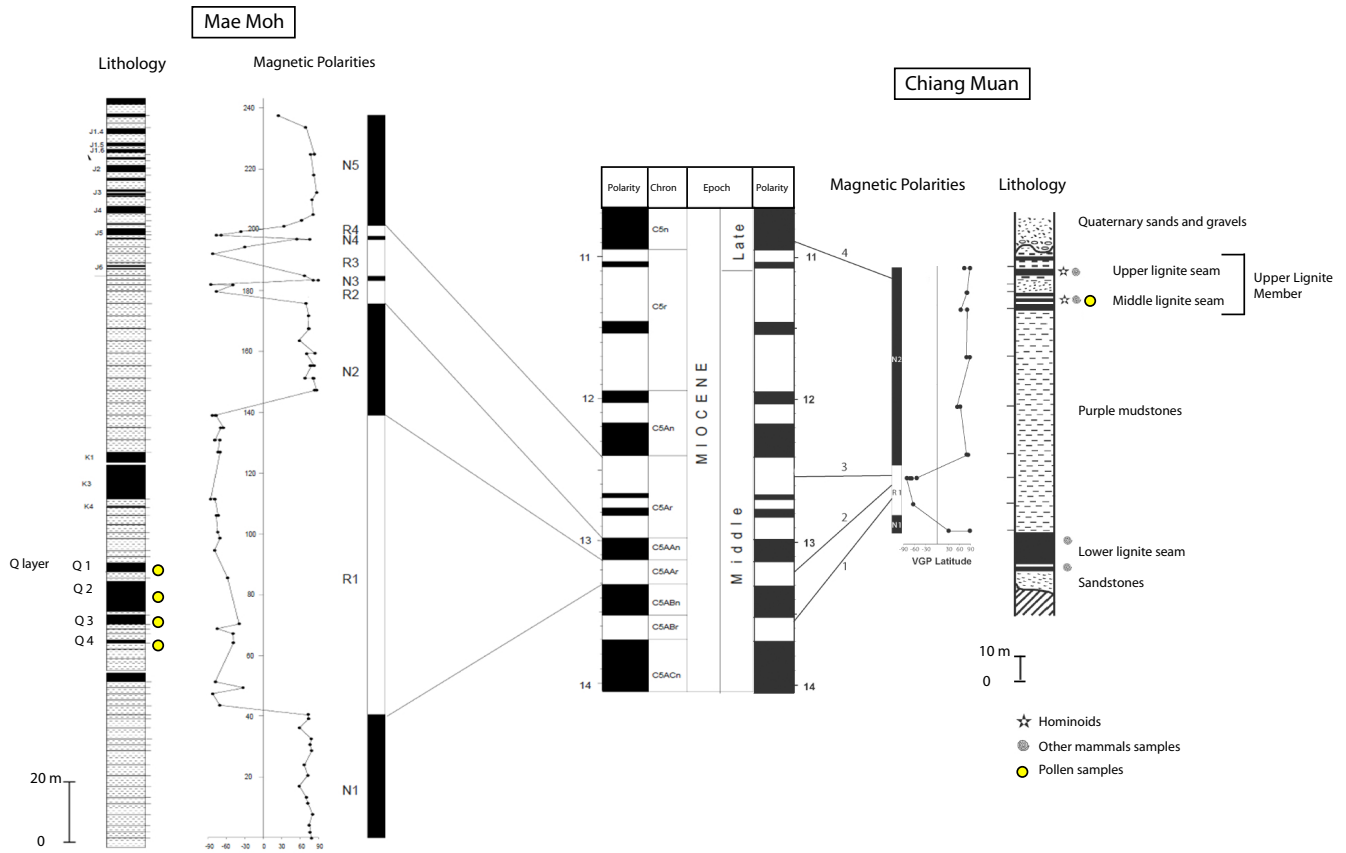 Mae Moh
Lithology
Magnetic Polarities
J1.4
J1.5
J1.6
J2
J3
J4
J5
J6
K1
K3
K4
Q layer
Q 1
Q 2
Q 3
Q 4
20 m
0
240
220
200
180
160
140
120
100
80
60
40
20
-90 -60 -30 0 30 60 90
N5
R4
N4
R3
N3
R2
N2
R1
N1
Polarity Chron Epoch Polarity
11
12
13
14
C5n
C5r
C5An
C5Ar
C5AAn
C5AAr
C5ABn
C5ABr
C5ACn
MIOCENE
Late
Middle
11
12
13
14
4
3
2
1
Chiang Muan
Magnetic Polarities
Lithology
N2
R1
N1
-90 -60 -30 0 30 60 90
VGP Latitude
Quaternary sands and gravels
Upper lignite seam
Middle lignite seam
Upper Lignite
Member
Purple mudstones
Lower lignite seam
Sandstones
10 m
0
Hominoids
Other mammals samples
Pollen samples